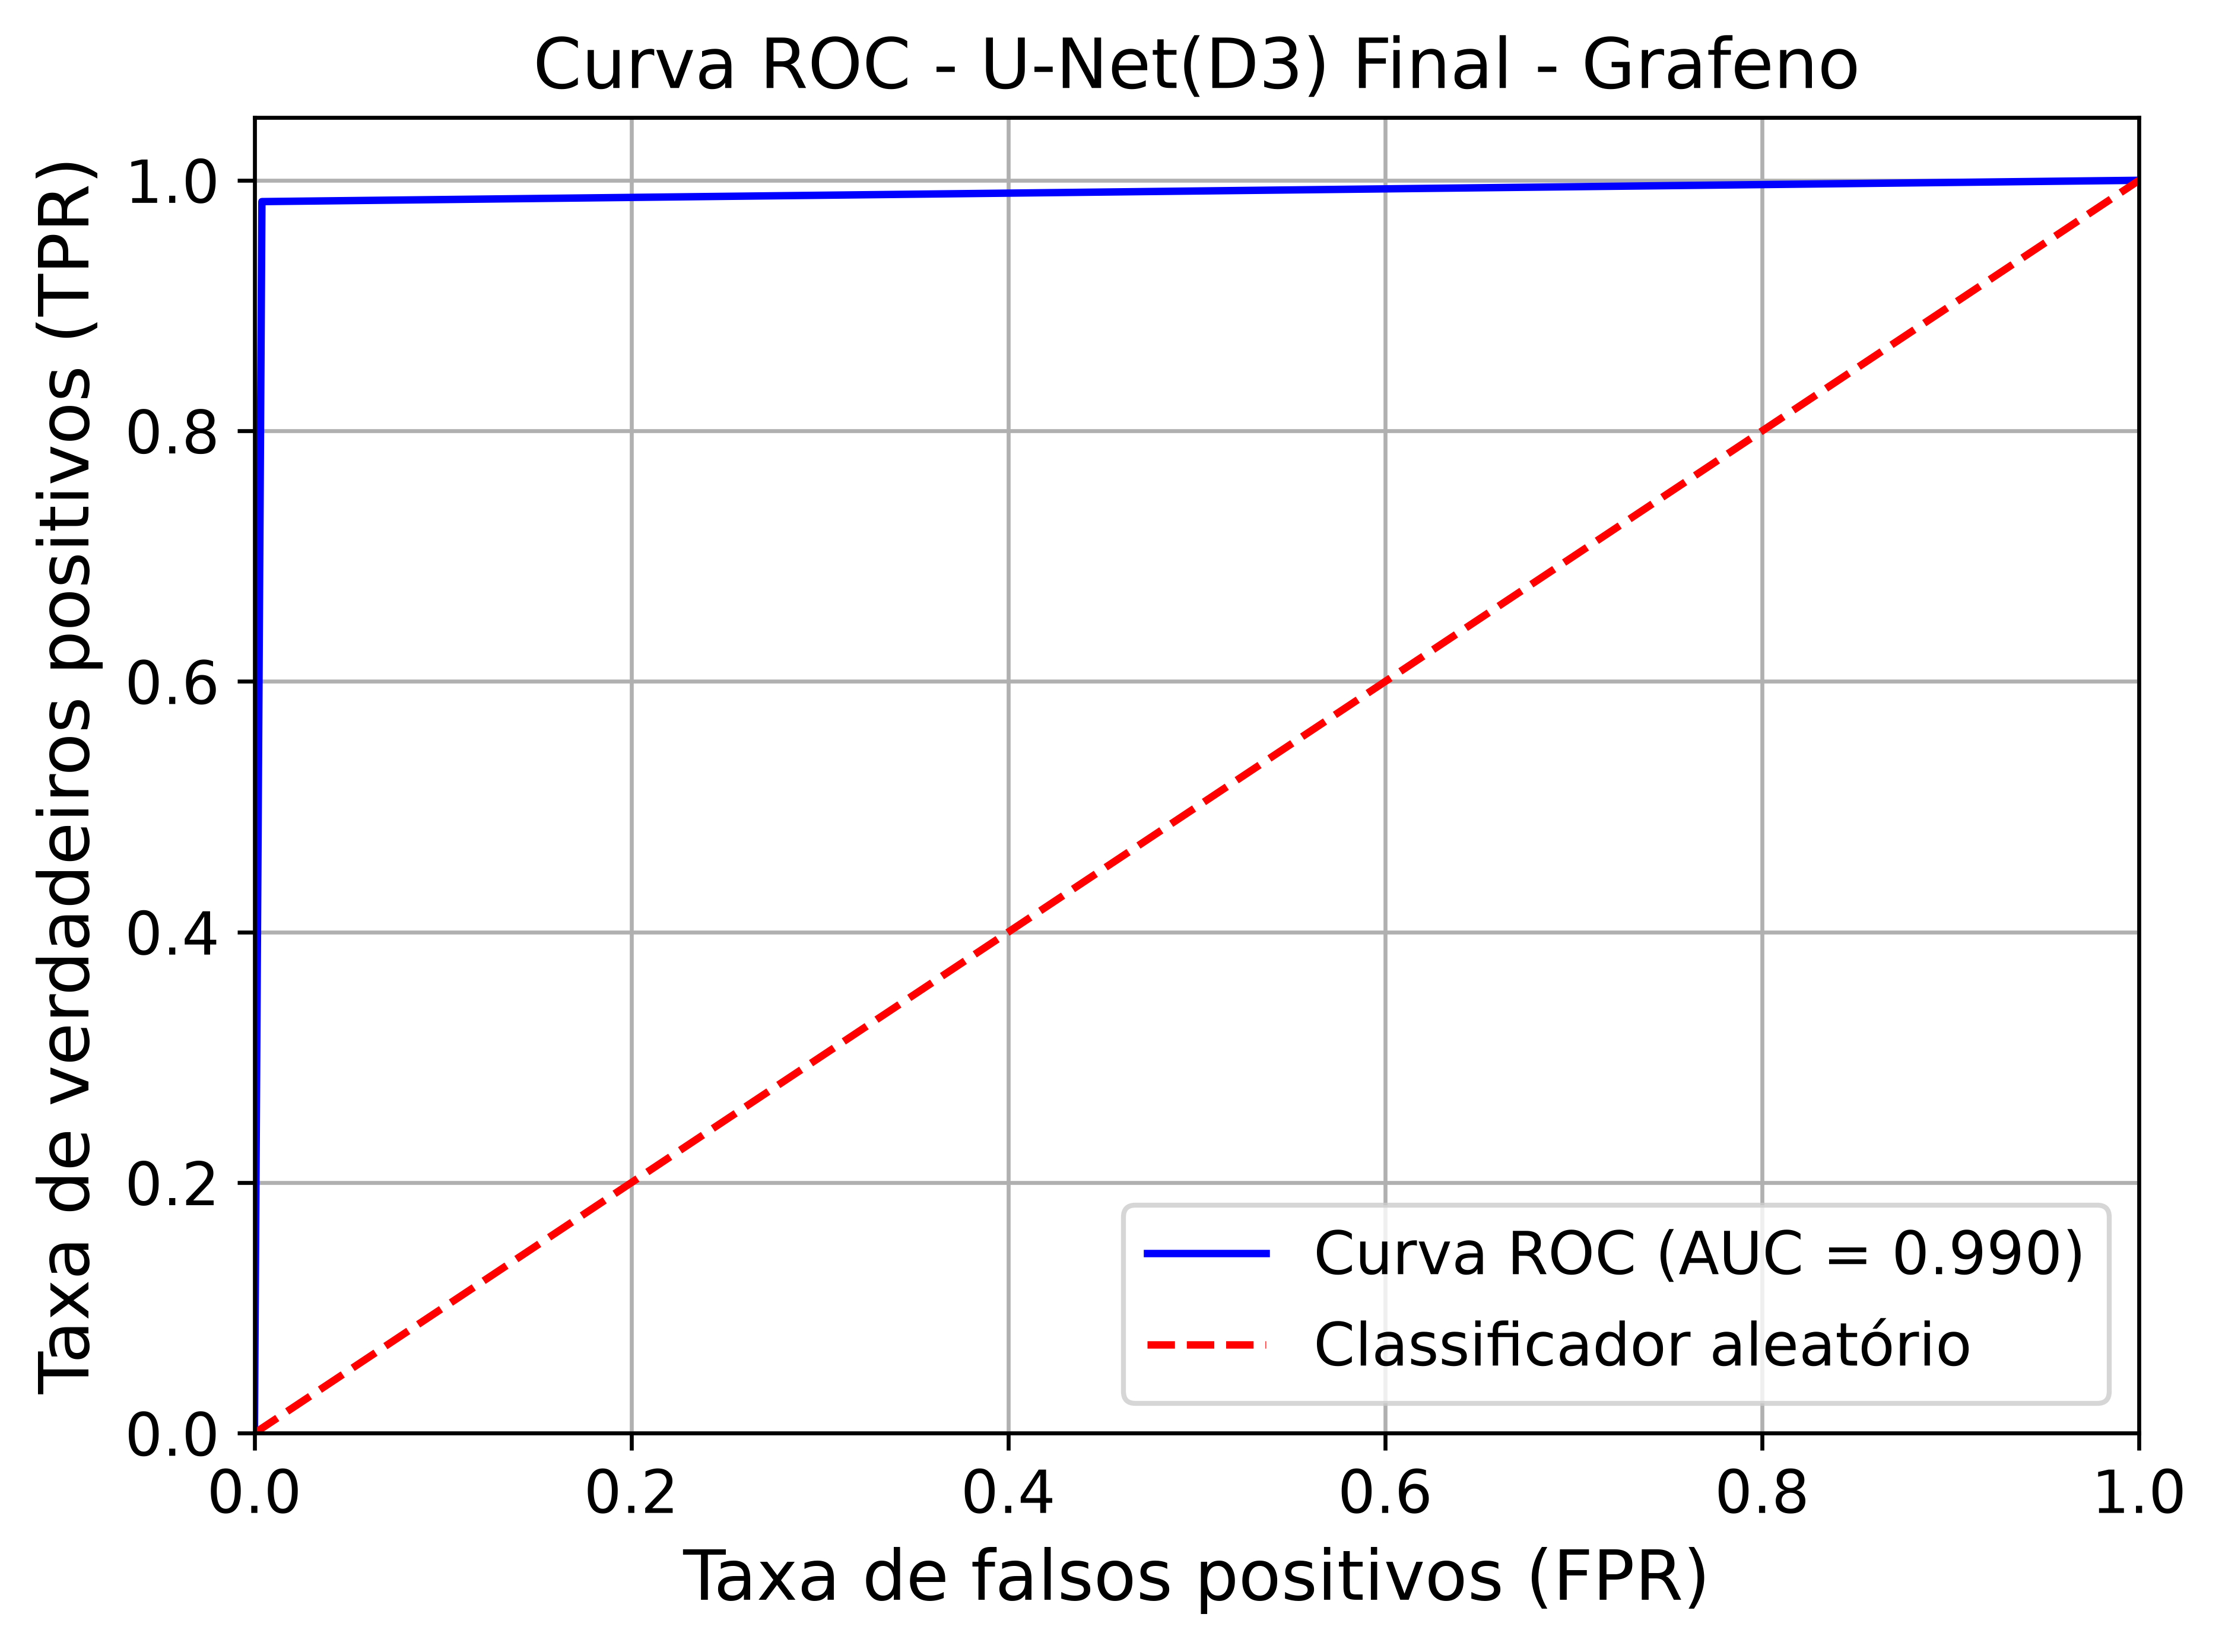 Curva ROC - U-Net(D3) Final - Grafeno
Taxa de verdadeiros positivos (TPR)
1.0
0.8
0.6
0.4
0.2
0.0
Curva ROC (AUC = 0.990)
Classificador aleatório
0.0 0.2 0.4 0.6 0.8 1.0
Taxa de falsos positivos (FPR)